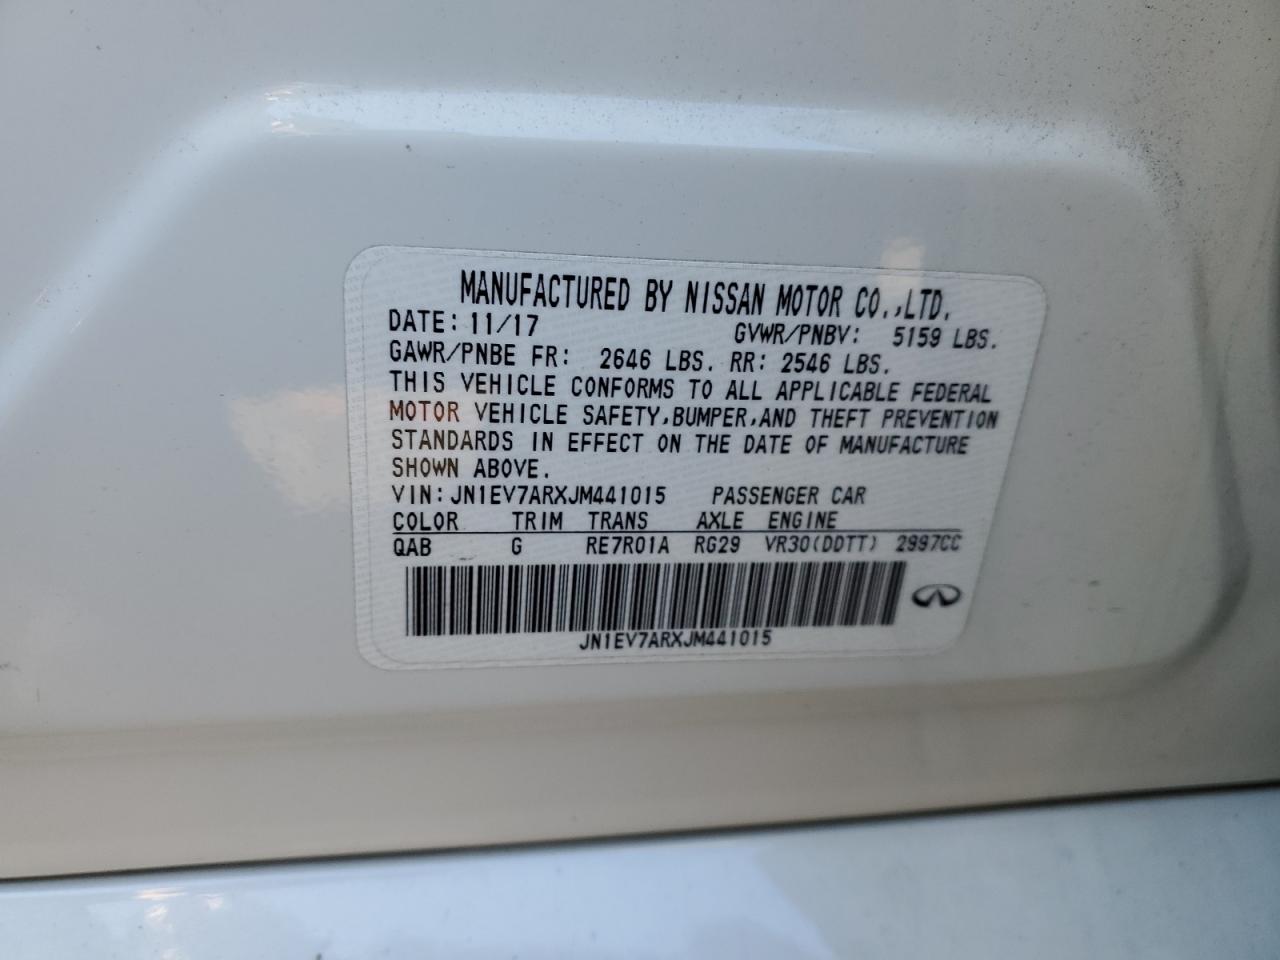 MANUFACTURED BY NISSAN MOTOR CO.,LTD.
DATE: 11/17 GVWR/PNBV: 5159 LBS.
GAWR/PNBE FR: 2646 LBS. RR: 2546 LBS.
THIS VEHICLE CONFORMS TO ALL APPLICABLE FEDERAL
MOTOR VEHICLE SAFETY,BUMPER,AND THEFT PREVENTION
STANDARDS IN EFFECT ON THE DATE OF MANUFACTURE
SHOWN ABOVE.
VIN: JN1EV7ARXJM441015 PASSENGER CAR
COLOR TRIM TRANS AXLE ENGINE
QAB G RE7R01A RG29 VR30(DDTT) 2997CC
JN1EV7ARXJM441015